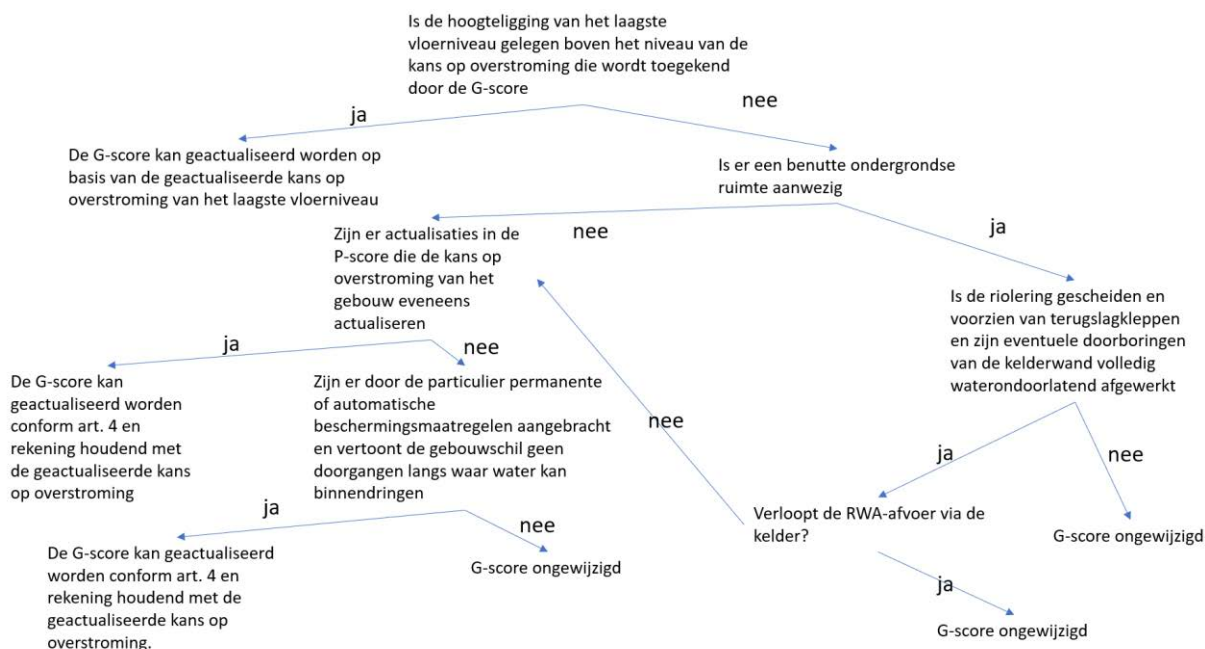 Is de hoogteligging van het laagste
vloerniveau gelegen boven het niveau van de
kans op overstroming die wordt toegekend
door de G-score
ja
nee
De G-score kan geactualiseerd worden op
basis van de geactualiseerde kans op
overstroming van het laagste vloerniveau
Is er een benutte ondergrondse
ruimte aanwezig
nee
ja
Zijn er actualisaties in de
P-score die de kans op
overstroming van het
gebouw eveneens
actualiseren
Is de riolering gescheiden en
voorzien van terugslagkleppen
en zijn eventuele doorboringen
van de kelderwand volledig
waterondoorlatend afgewerkt
ja
nee
De G-score kan
geactualiseerd worden
conform art. 4 en
rekening houdend met
de geactualiseerde kans
op overstroming
Zijn er door de particulier permanente
of automatische
beschermingsmaatregelen aangebracht
en vertoont de gebouwschil geen
doorgangen langs waar water kan
binnendringen
nee
ja
nee
Verloopt de RWA-afvoer via de
kelder?
G-score ongewijzigd
ja
nee
De G-score kan geactualiseerd
worden conform art. 4 en
rekening houdend met de
geactualiseerde kans op
overstroming.
G-score ongewijzigd
ja
G-score ongewijzigd